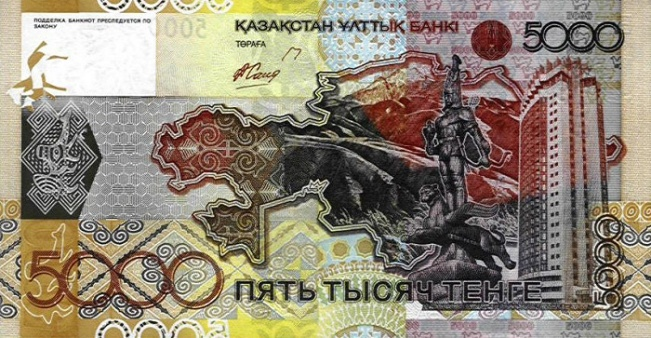 ПОДДЕЛКА БАНКНОТ ПРЕСЛЕДУЕТСЯ ПО
ЗАКОНУ
ҚАЗАҚСТАН ҰЛТТЫҚ БАНКІ
ТӨРАҒА
5000
5000
ПЯТЬ ТЫСЯЧ ТЕНГЕ
5000